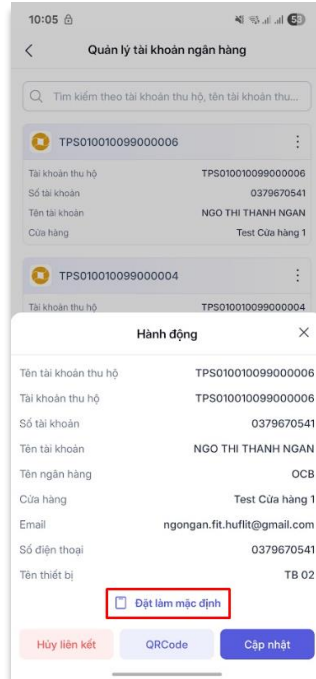 10:05
Quản lý tài khoản ngân hàng
Tìm kiếm theo tài khoản thu hộ, tên tài khoản thu...
TPS010010099000006
Tài khoản thu hộ TPS010010099000006
Số tài khoản 0379670541
Tên tài khoản NGO THI THANH NGAN
Cửa hàng Test Cửa hàng 1
TPS010010099000004
Tài khoản thu hộ TPS010010099000004
Hành động
Tên tài khoản thu hộ TPS010010099000006
Tài khoản thu hộ TPS010010099000006
Số tài khoản 0379670541
Tên tài khoản NGO THI THANH NGAN
Tên ngân hàng OCB
Cửa hàng Test Cửa hàng 1
Email ngongan.fit.huflit@gmail.com
Số điện thoại 0379670541
Tên thiết bị TB 02
Đặt làm mặc định
Hủy liên kết QRCode Cập nhật